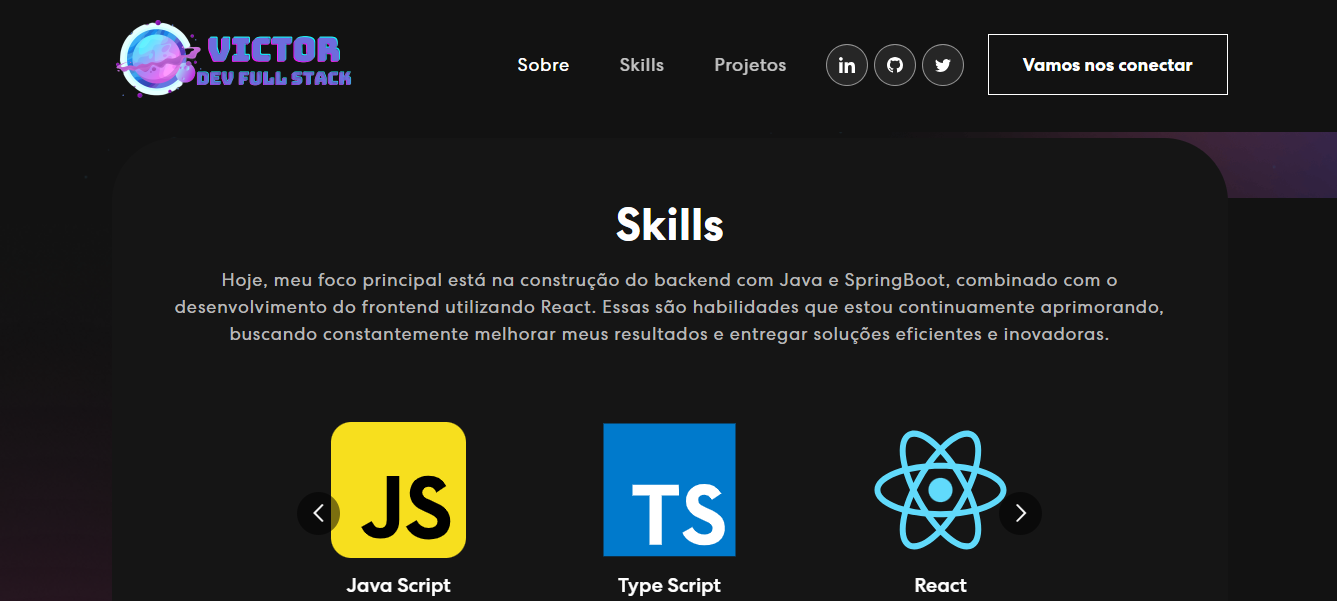 VICTOR
DEV FULL STACK
Sobre
Skills
Projetos
in
Vamos nos conectar
Skills
Hoje, meu foco principal está na construção do backend com Java e SpringBoot, combinado com o
desenvolvimento do frontend utilizando React. Essas são habilidades que estou continuamente aprimorando,
buscando constantemente melhorar meus resultados e entregar soluções eficientes e inovadoras.
JS
TS
Java Script
Type Script
React